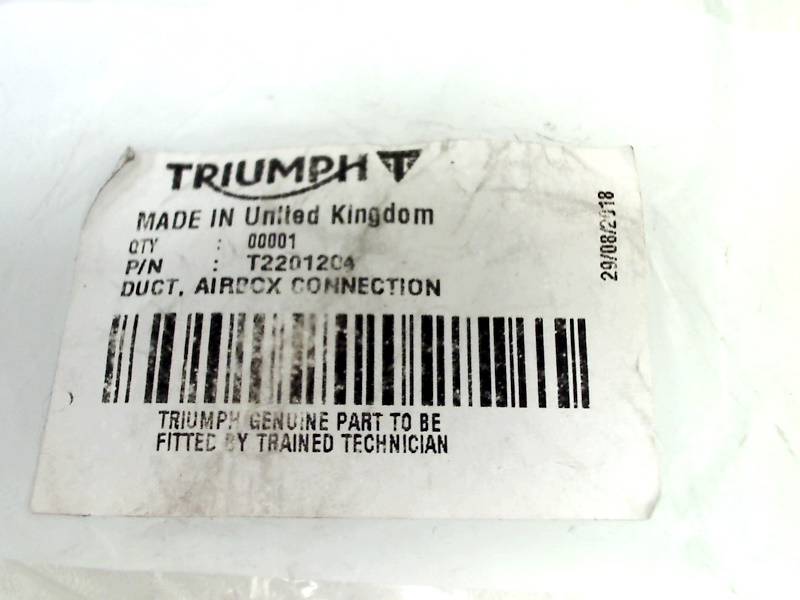 TRIUMPH
MADE IN United Kingdom
QTY : 00001
P/N : T2201204
DUCT, AIRBOX CONNECTION
TRIUMPH GENUINE PART TO BE
FITTED BY TRAINED TECHNICIAN
29/08/2018